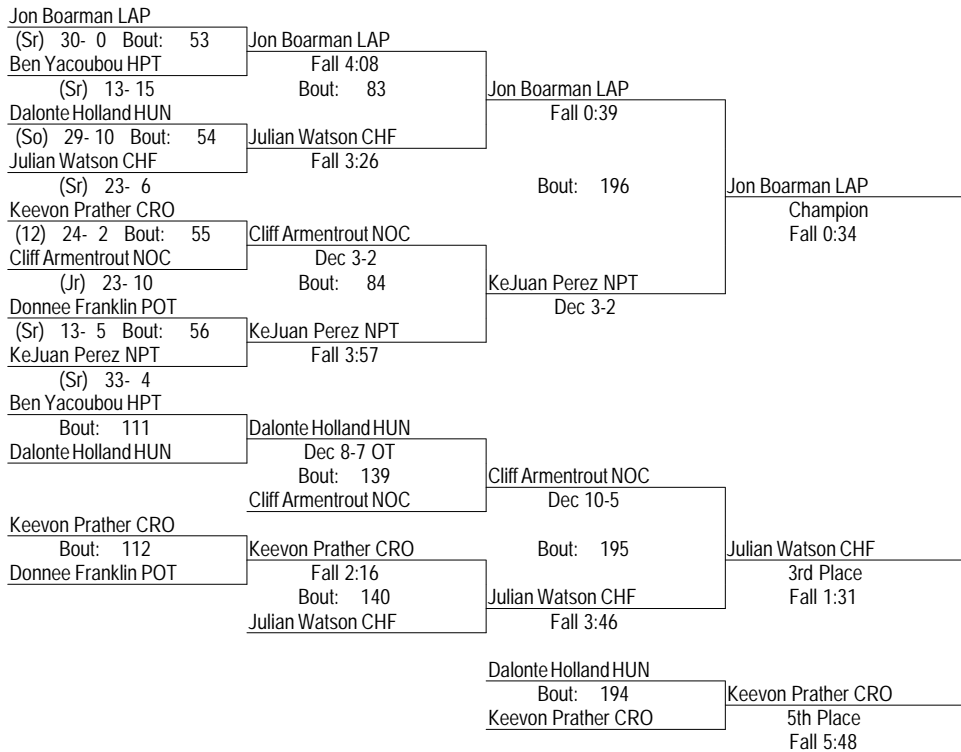 Jon Boarman LAP
(Sr) 30- 0 Bout: 53 Jon Boarman LAP
Ben Yacoubou HPT Fall 4:08
(Sr) 13- 15 Bout: 83 Jon Boarman LAP
Dalonte Holland HUN Fall 0:39
(So) 29- 10 Bout: 54 Julian Watson CHF
Julian Watson CHF Fall 3:26
(Sr) 23- 6 Bout: 196 Jon Boarman LAP
Keevon Prather CRO Champion
(12) 24- 2 Bout: 55 Cliff Armentrout NOC Fall 0:34
Cliff Armentrout NOC Dec 3-2
(Jr) 23- 10 Bout: 84 KeJuan Perez NPT
Donnee Franklin POT Dec 3-2
(Sr) 13- 5 Bout: 56 KeJuan Perez NPT
KeJuan Perez NPT Fall 3:57
(Sr) 33- 4
Ben Yacoubou HPT
Bout: 111 Dalonte Holland HUN
Dalonte Holland HUN Dec 8-7 OT
Bout: 139 Cliff Armentrout NOC
Cliff Armentrout NOC Dec 10-5
Keevon Prather CRO
Bout: 112 Keevon Prather CRO Bout: 195 Julian Watson CHF
Donnee Franklin POT Fall 2:16 3rd Place
Bout: 140 Julian Watson CHF Fall 1:31
Julian Watson CHF Fall 3:46
Dalonte Holland HUN
Bout: 194 Keevon Prather CRO
Keevon Prather CRO 5th Place
Fall 5:48